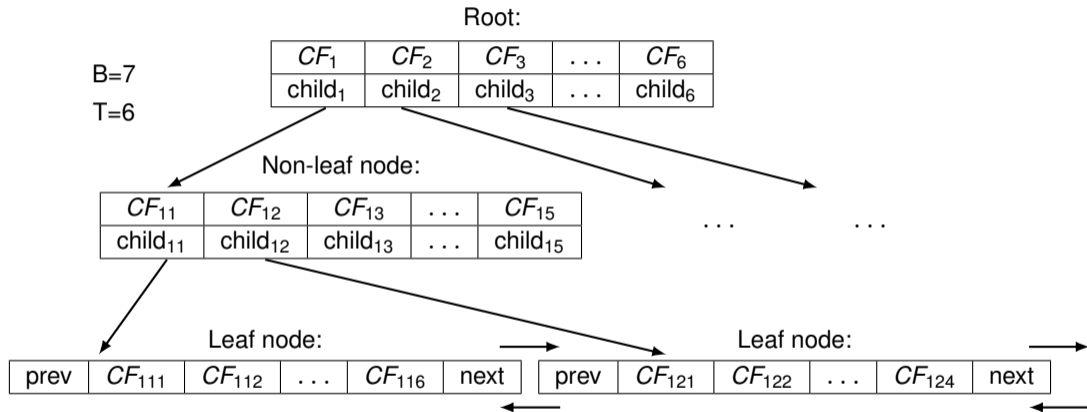 Root:
CF₁ CF₂ CF₃ ... CF₆
B=7
child₁ child₂ child₃ ... child₆
T=6
Non-leaf node:
CF₁₁ CF₁₂ CF₁₃ ... CF₁₅
child₁₁ child₁₂ child₁₃ ... child₁₅
... ...
Leaf node: Leaf node:
prev CF₁₁₁ CF₁₁₂ ... CF₁₁₆ next prev CF₁₂₁ CF₁₂₂ ... CF₁₂₄ next